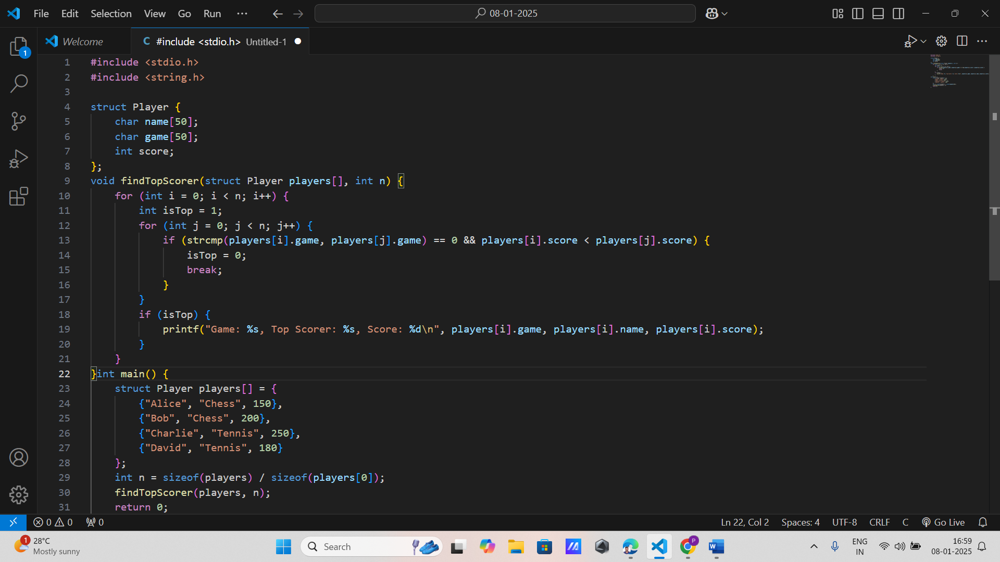 File Edit Selection View Go Run ··· 08-01-2025
Welcome C #include <stdio.h> Untitled-1
1 #include <stdio.h>
2 #include <string.h>
3
4 struct Player {
5     char name[50];
6     char game[50];
7     int score;
8 };
9 void findTopScorer(struct Player players[], int n) {
10     for (int i = 0; i < n; i++) {
11         int isTop = 1;
12         for (int j = 0; j < n; j++) {
13             if (strcmp(players[i].game, players[j].game) == 0 && players[i].score < players[j].score) {
14                 isTop = 0;
15                 break;
16             }
17         }
18         if (isTop) {
19             printf("Game: %s, Top Scorer: %s, Score: %d\n", players[i].game, players[i].name, players[i].score);
20         }
21     }
22 }int main() {
23     struct Player players[] = {
24         {"Alice", "Chess", 150},
25         {"Bob", "Chess", 200},
26         {"Charlie", "Tennis", 250},
27         {"David", "Tennis", 180}
28     };
29     int n = sizeof(players) / sizeof(players[0]);
30     findTopScorer(players, n);
31     return 0;
1
0 0 0 Ln 22, Col 2 Spaces: 4 UTF-8 CRLF C Go Live
1 28°C
Mostly sunny
Search
P
W
ENG
IN
16:59
08-01-2025